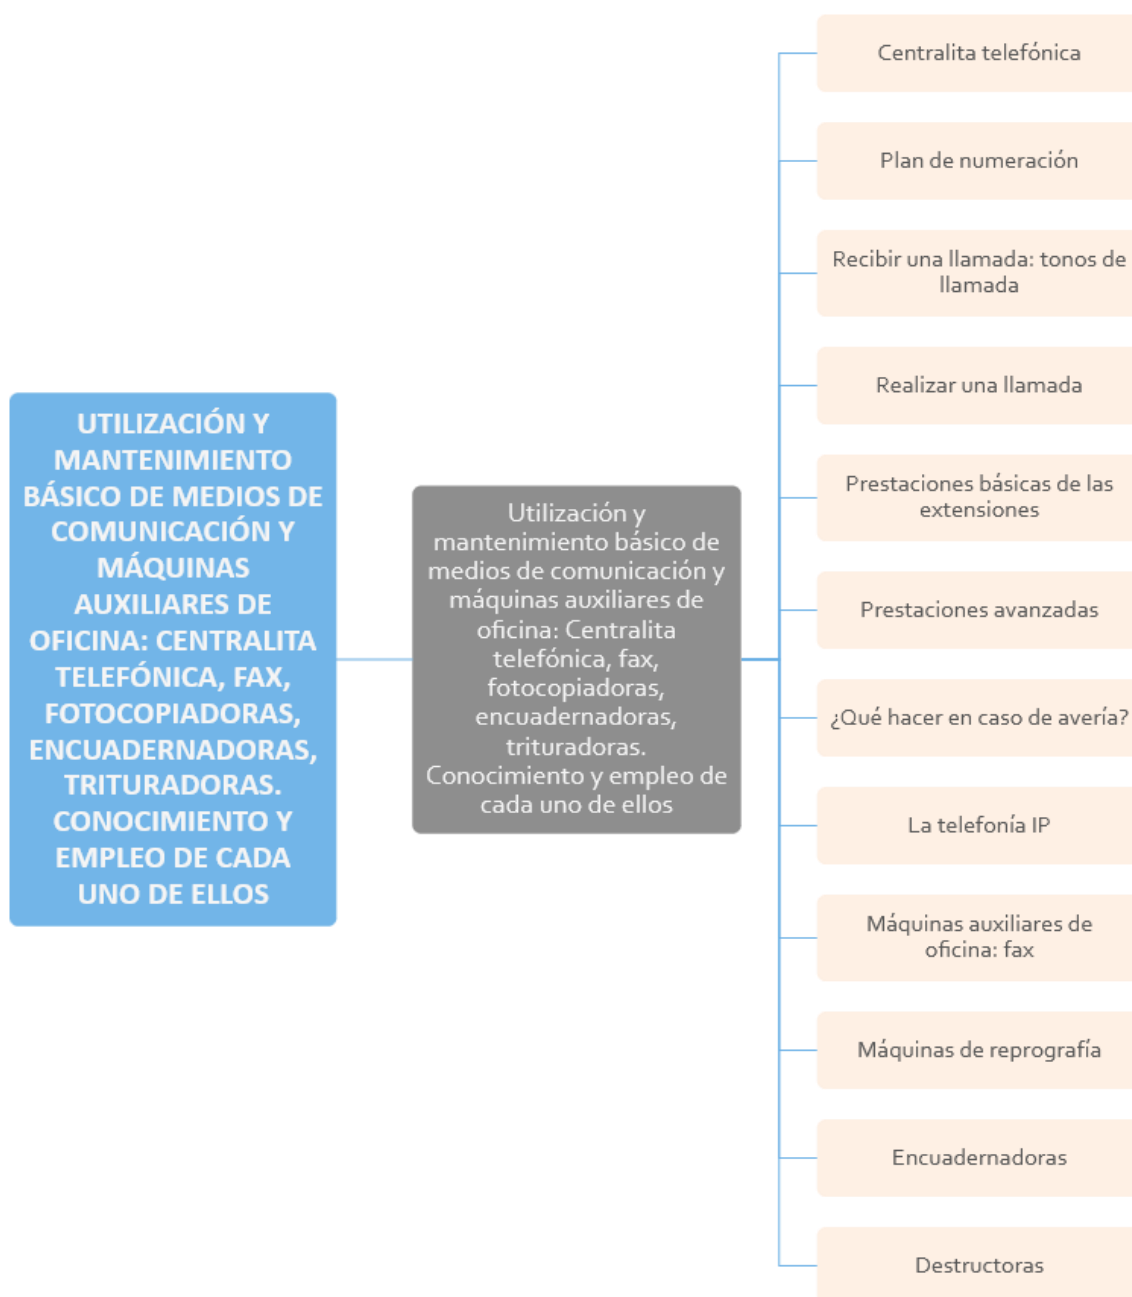 UTILIZACIÓN Y
MANTENIMIENTO
BÁSICO DE MEDIOS DE
COMUNICACIÓN Y
MÁQUINAS
AUXILIARES DE
OFICINA: CENTRALITA
TELEFÓNICA, FAX,
FOTOCOPIADORAS,
ENCUADERNADORAS,
TRITURADORAS.
CONOCIMIENTO Y
EMPLEO DE CADA
UNO DE ELLOS
Utilización y
mantenimiento básico de
medios de comunicación y
máquinas auxiliares de
oficina: Centralita
telefónica, fax,
fotocopiadoras,
encuadernadoras,
trituradoras.
Conocimiento y empleo de
cada uno de ellos
Centralita telefónica
Plan de numeración
Recibir una llamada: tonos de
llamada
Realizar una llamada
Prestaciones básicas de las
extensiones
Prestaciones avanzadas
¿Qué hacer en caso de avería?
La telefonía IP
Máquinas auxiliares de
oficina: fax
Máquinas de reprografía
Encuadernadoras
Destructoras